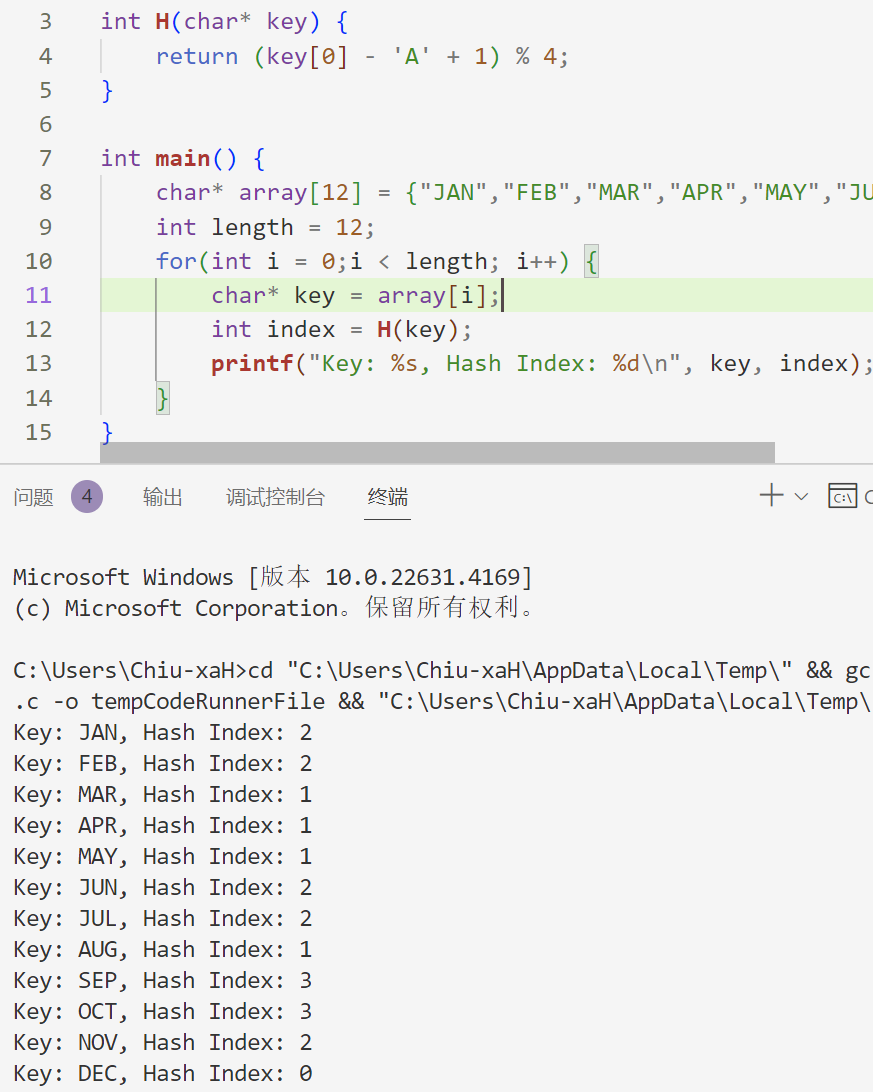 3 int H(char* key) {
4 return (key[0] - 'A' + 1) % 4;
5 }
6
7 int main() {
8 char* array[12] = {"JAN","FEB","MAR","APR","MAY","JU
9 int length = 12;
10 for(int i = 0;i < length; i++) {
11 char* key = array[i];
12 int index = H(key);
13 printf("Key: %s, Hash Index: %d\n", key, index);
14 }
15 }
问题 4 输出 调试控制台 终端
Microsoft Windows [版本 10.0.22631.4169]
(c) Microsoft Corporation。保留所有权利。
C:\Users\Chiu-xaH>cd "C:\Users\Chiu-xaH\AppData\Local\Temp\" && gc
.c -o tempCodeRunnerFile && "C:\Users\Chiu-xaH\AppData\Local\Temp\
Key: JAN, Hash Index: 2
Key: FEB, Hash Index: 2
Key: MAR, Hash Index: 1
Key: APR, Hash Index: 1
Key: MAY, Hash Index: 1
Key: JUN, Hash Index: 2
Key: JUL, Hash Index: 2
Key: AUG, Hash Index: 1
Key: SEP, Hash Index: 3
Key: OCT, Hash Index: 3
Key: NOV, Hash Index: 2
Key: DEC, Hash Index: 0